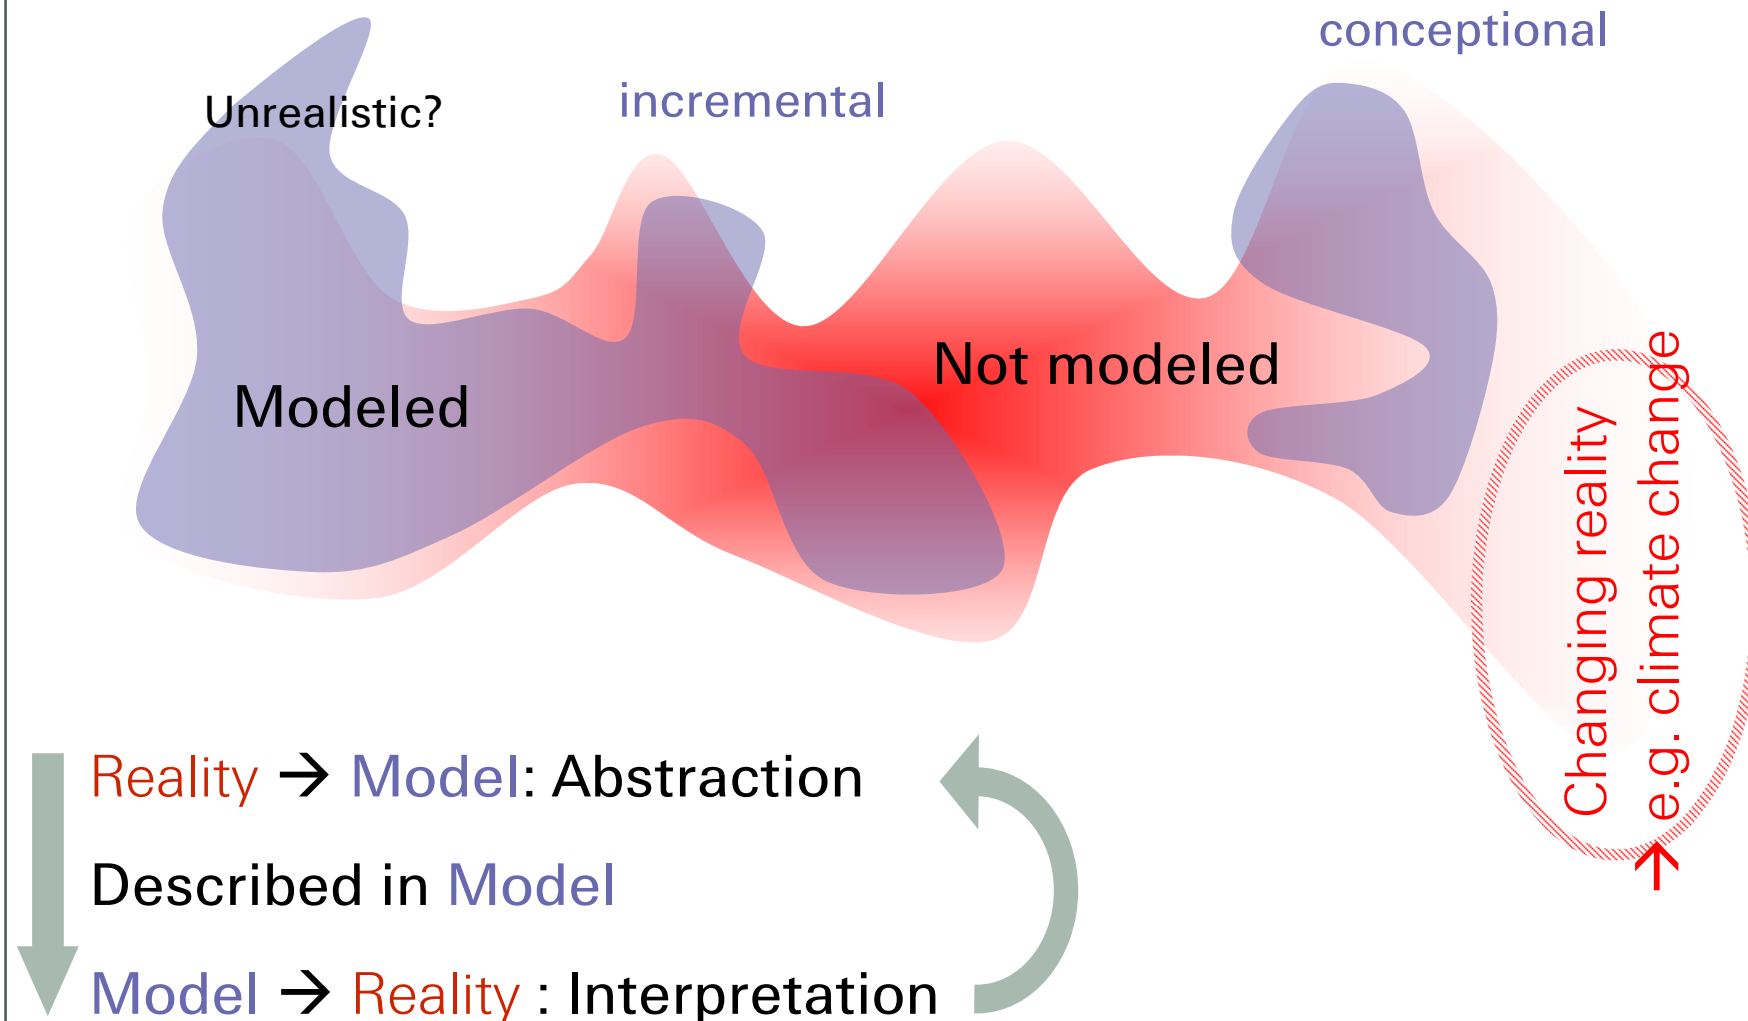 conceptional
Unrealistic?
incremental
Not modeled
Modeled
Changing reality
→ e.g. climate change
Reality → Model: Abstraction
Described in Model
Model → Reality : Interpretation